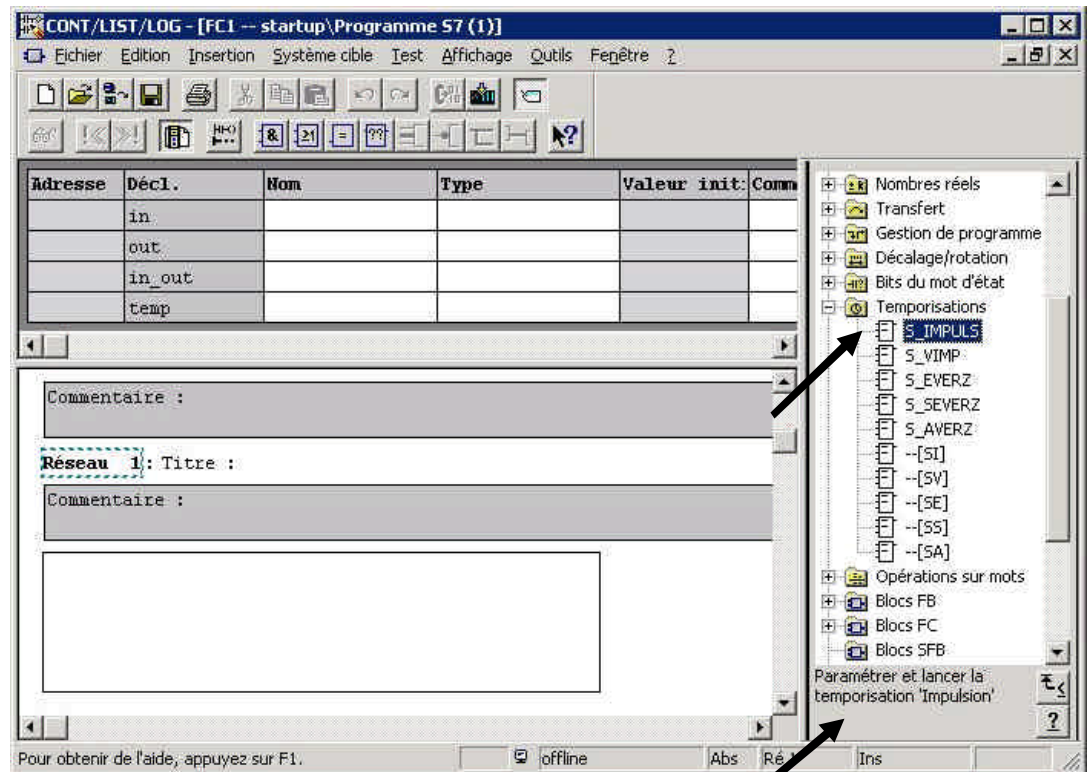 CONT/LIST/LOG - [FC1 -- startup\Programme S7 (1)]
Fichier Edition Insertion Système cible Test Affichage Outils Fenêtre ?
Adresse Décl. Nom Type Valeur init: Comm
in
out
in_out
temp
Commentaire :
Réseau 1: Titre :
Commentaire :
Nombres réels
Transfert
Gestion de programme
Décalage/rotation
Bits du mot d'état
Temporisations
S_IMPULS
S_VIMP
S_EVERZ
S_SEVERZ
S_AVERZ
--[SI]
--[SV]
--[SE]
--[SS]
--[SA]
Opérations sur mots
Blocs FB
Blocs FC
Blocs SFB
Paramétrer et lancer la
temporisation 'Impulsion'
Pour obtenir de l'aide, appuyez sur F1. offline Abs Ré Ins